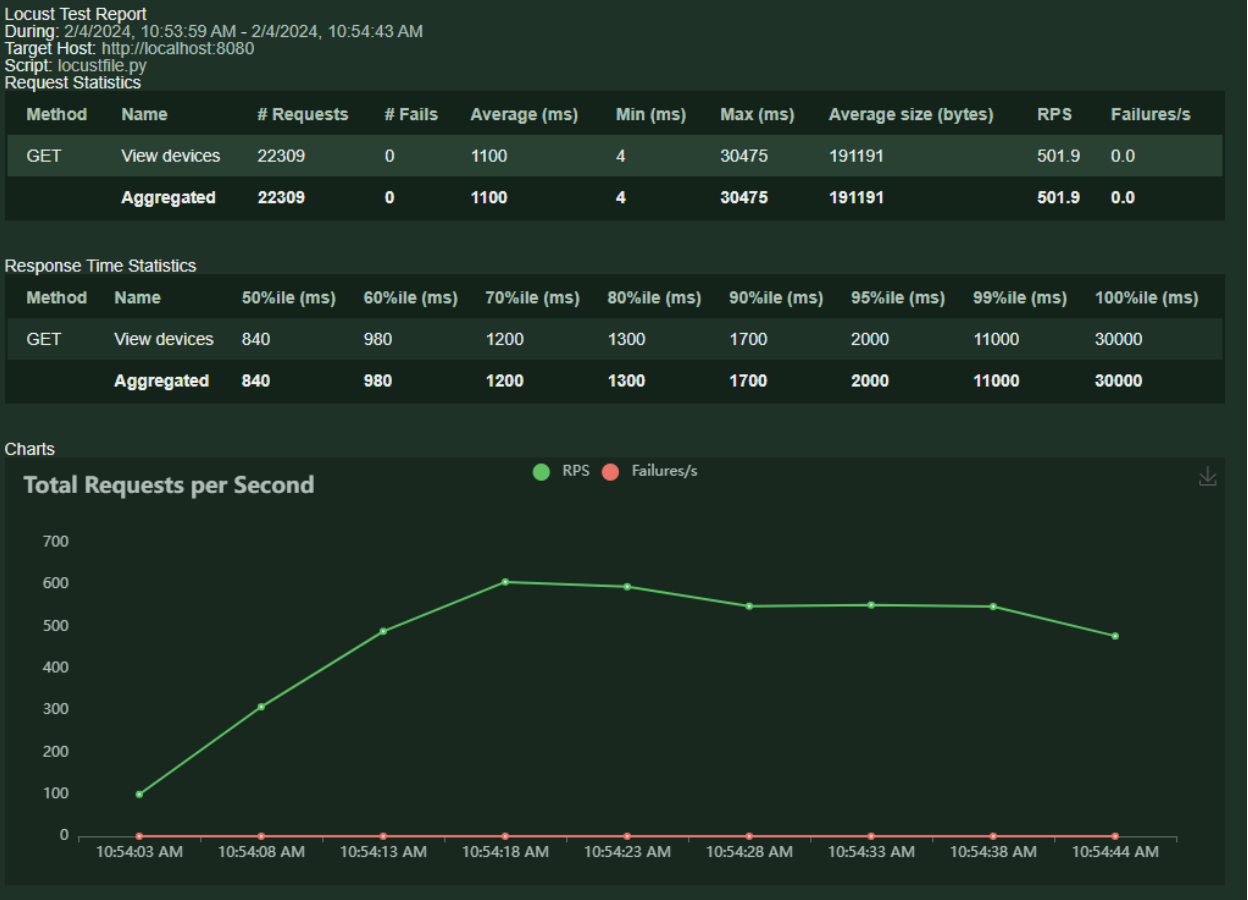 Locust Test Report
During: 2/4/2024, 10:53:59 AM - 2/4/2024, 10:54:43 AM
Target Host: http://localhost:8080
Script: locustfile.py
Request Statistics
Method Name # Requests # Fails Average (ms) Min (ms) Max (ms) Average size (bytes) RPS Failures/s
GET View devices 22309 0 1100 4 30475 191191 501.9 0.0
Aggregated 22309 0 1100 4 30475 191191 501.9 0.0
Response Time Statistics
Method Name 50%ile (ms) 60%ile (ms) 70%ile (ms) 80%ile (ms) 90%ile (ms) 95%ile (ms) 99%ile (ms) 100%ile (ms)
GET View devices 840 980 1200 1300 1700 2000 11000 30000
Aggregated 840 980 1200 1300 1700 2000 11000 30000
Charts
Total Requests per Second
RPS Failures/s
700
600
500
400
300
200
100
0
10:54:03 AM 10:54:08 AM 10:54:13 AM 10:54:18 AM 10:54:23 AM 10:54:28 AM 10:54:33 AM 10:54:38 AM 10:54:44 AM